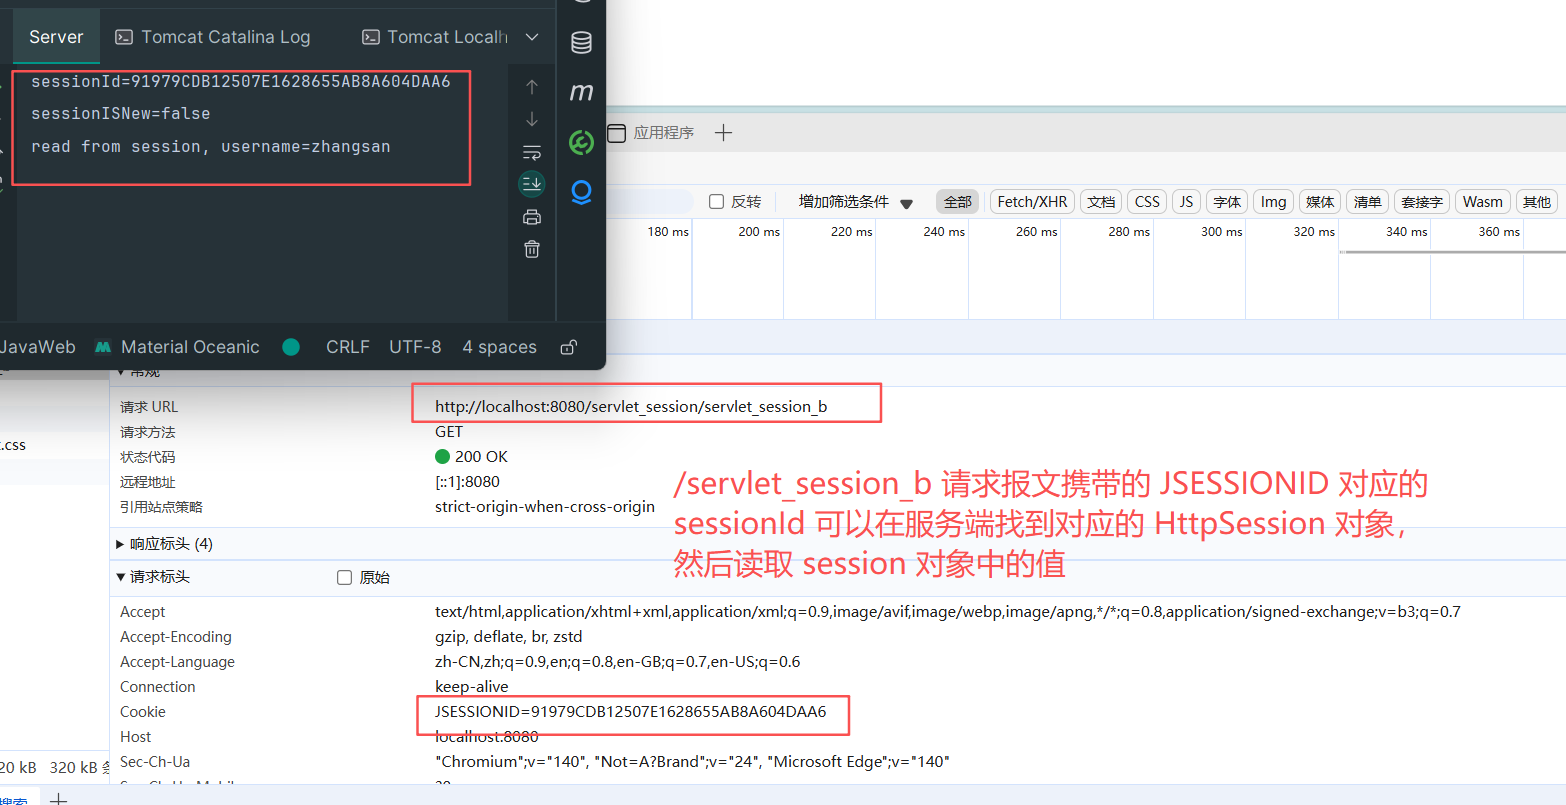 Server
Tomcat Catalina Log
Tomcat Localh
sessionId=91979CDB12507E1628655AB8A604DAA6
sessionISNew=false
read from session, username=zhangsan
JavaWeb
Material Oceanic
CRLF
UTF-8
4 spaces
应用程序
反转
增加筛选条件
全部
Fetch/XHR
文档
CSS
JS
字体
Img
媒体
清单
套接字
Wasm
其他
180 ms
200 ms
220 ms
240 ms
260 ms
280 ms
300 ms
320 ms
340 ms
360 ms
常规
请求 URL
http://localhost:8080/servlet_session/servlet_session_b
请求方法
GET
.css
状态代码
200 OK
远程地址
[::1]:8080
引用站点策略
strict-origin-when-cross-origin
/servlet_session_b 请求报文携带的 JSESSIONID 对应的
sessionId 可以在服务端找到对应的 HttpSession 对象，
然后读取 session 对象中的值
响应标头 (4)
请求标头
原始
Accept
text/html,application/xhtml+xml,application/xml;q=0.9,image/avif,image/webp,image/apng,*/*;q=0.8,application/signed-exchange;v=b3;q=0.7
Accept-Encoding
gzip, deflate, br, zstd
Accept-Language
zh-CN,zh;q=0.9,en;q=0.8,en-GB;q=0.7,en-US;q=0.6
Connection
keep-alive
Cookie
JSESSIONID=91979CDB12507E1628655AB8A604DAA6
Host
localhost:8080
Sec-Ch-Ua
"Chromium";v="140", "Not=A?Brand";v="24", "Microsoft Edge";v="140"
20 kB
320 kB
搜索